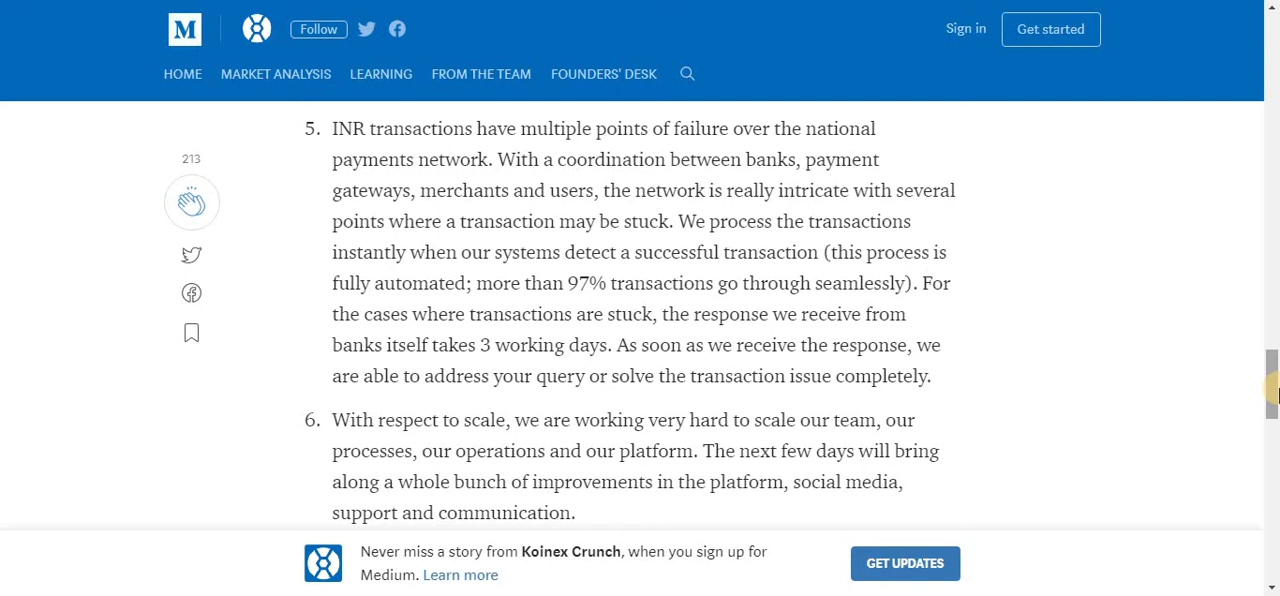 M Follow Sign in Get started
HOME MARKET ANALYSIS LEARNING FROM THE TEAM FOUNDERS' DESK
213
5. INR transactions have multiple points of failure over the national
payments network. With a coordination between banks, payment
gateways, merchants and users, the network is really intricate with several
points where a transaction may be stuck. We process the transactions
instantly when our systems detect a successful transaction (this process is
fully automated; more than 97% transactions go through seamlessly). For
the cases where transactions are stuck, the response we receive from
banks itself takes 3 working days. As soon as we receive the response, we
are able to address your query or solve the transaction issue completely.
6. With respect to scale, we are working very hard to scale our team, our
processes, our operations and our platform. The next few days will bring
along a whole bunch of improvements in the platform, social media,
support and communication.
Never miss a story from Koinex Crunch, when you sign up for
Medium. Learn more
GET UPDATES